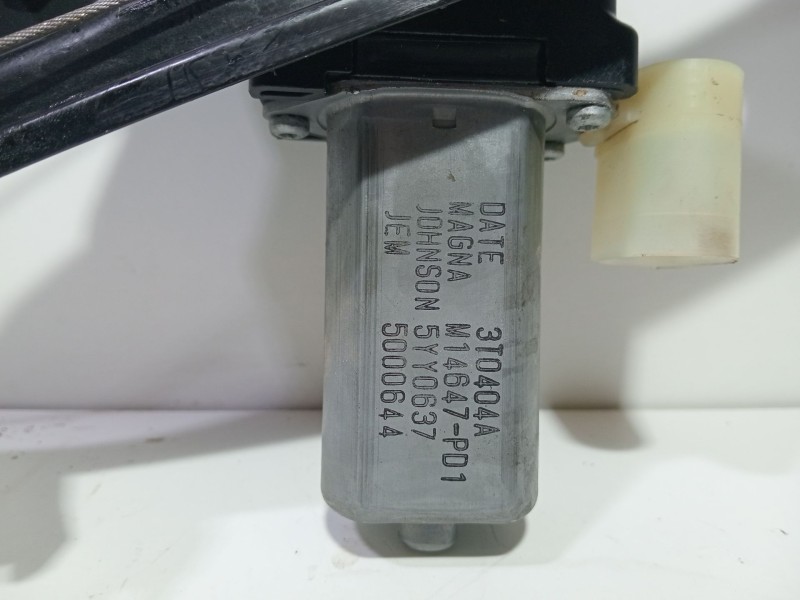 DATE 3T0404A
MAGNA M14647-PD1
JOHNSON 5YY0637
JEM 5000644